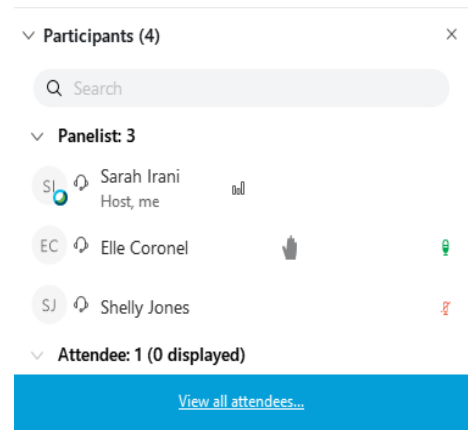 Participants (4)
Search
Panelist: 3
SI
Sarah Irani
Host, me
EC
Elle Coronel
SJ
Shelly Jones
Attendee: 1 (0 displayed)
View all attendees...